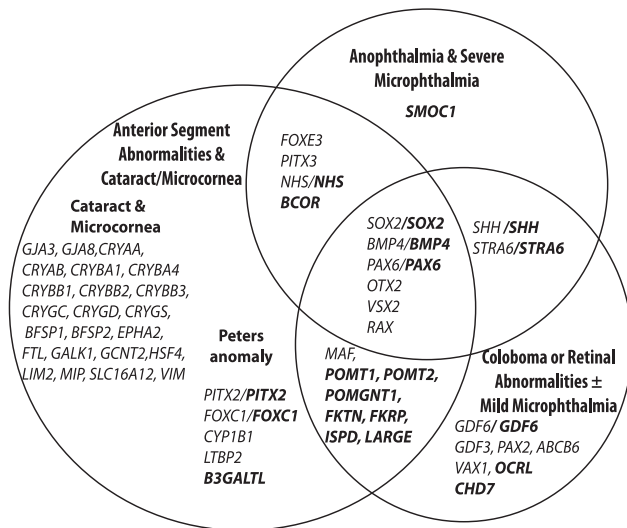 Anophthalmia & Severe
Microphthalmia
SMOC1
Anterior Segment
Abnormalities &
Cataract/Microcornea
FOXE3
PITX3
NHS/NHS
BCOR
Cataract &
Microcornea
GJA3, GJA8,CRYAA,
CRYAB, CRYBA1, CRYBA4
CRYBB1, CRYBB2, CRYBB3,
CRYGC, CRYGD, CRYGS,
BFSP1, BFSP2, EPHA2,
FTL, GALK1, GCNT2,HSF4,
LIM2, MIP, SLC16A12, VIM
SOX2/SOX2
BMP4/BMP4
PAX6/PAX6
OTX2
VSX2
RAX
SHH /SHH
STRA6/STRA6
Peters
anomaly
PITX2/PITX2
FOXC1/FOXC1
CYP1B1
LTBP2
B3GALTL
MAF,
POMT1, POMT2,
POMGNT1,
FKTN, FKRP,
ISPD, LARGE
Coloboma or Retinal
Abnormalities ±
Mild Microphthalmia
GDF6/ GDF6
GDF3, PAX2, ABCB6
VAX1, OCRL
CHD7